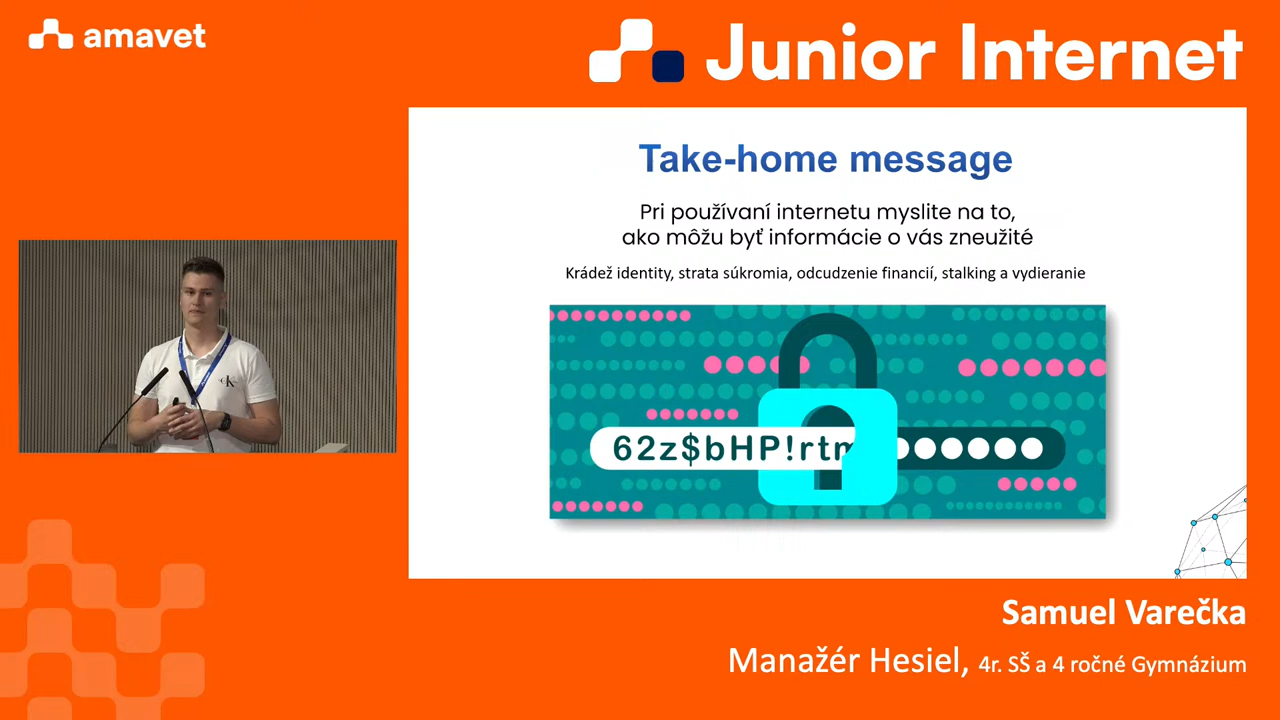 amavet
Junior Internet
Take-home message
Pri používaní internetu myslite na to,
ako môžu byť informácie o vás zneužité
Krádež identity, strata súkromia, odcudzenie financií, stalking a vydieranie
62z$bHP!rtm
cK
Samuel Varečka
Manažér Hesiel, 4r. SŠ a 4 ročné Gymnázium